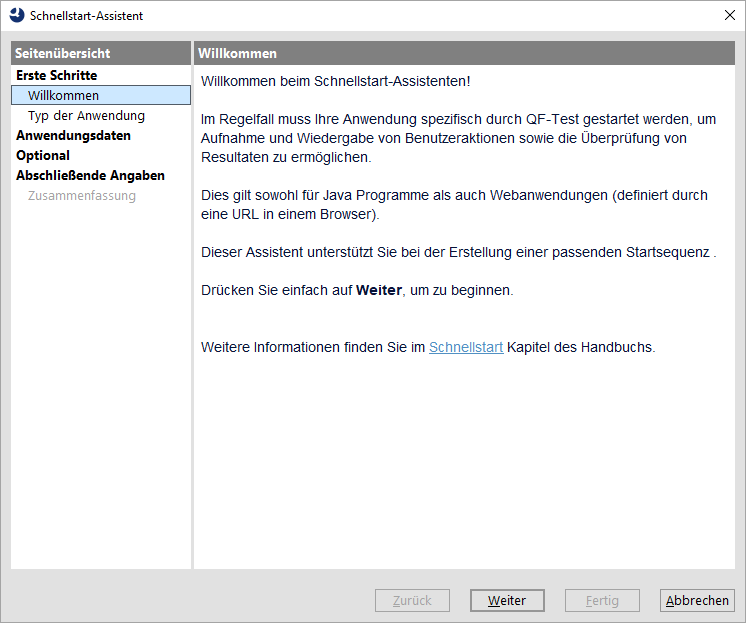 Schnellstart-Assistent
Seitenübersicht
Erste Schritte
Willkommen
Typ der Anwendung
Anwendungsdaten
Optional
Abschließende Angaben
Zusammenfassung
Willkommen
Willkommen beim Schnellstart-Assistenten!
Im Regelfall muss Ihre Anwendung spezifisch durch QF-Test gestartet werden, um
Aufnahme und Wiedergabe von Benutzeraktionen sowie die Überprüfung von
Resultaten zu ermöglichen.
Dies gilt sowohl für Java Programme als auch Webanwendungen (definiert durch
eine URL in einem Browser).
Dieser Assistent unterstützt Sie bei der Erstellung einer passenden Startsequenz .
Drücken Sie einfach auf Weiter, um zu beginnen.
Weitere Informationen finden Sie im Schnellstart Kapitel des Handbuchs.
Zurück
Weiter
Fertig
Abbrechen